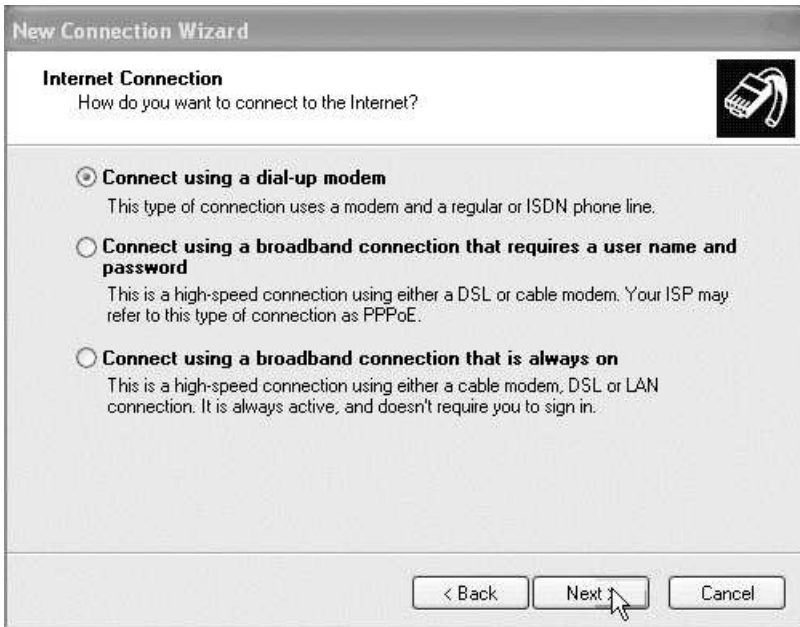 New Connection Wizard
Internet Connection
How do you want to connect to the Internet?
Connect using a dial-up modem
This type of connection uses a modem and a regular or ISDN phone line.
Connect using a broadband connection that requires a user name and
password
This is a high-speed connection using either a DSL or cable modem. Your ISP may
refer to this type of connection as PPPoE.
Connect using a broadband connection that is always on
This is a high-speed connection using either a cable modem, DSL or LAN
connection. It is always active, and doesn't require you to sign in.
< Back Next > Cancel